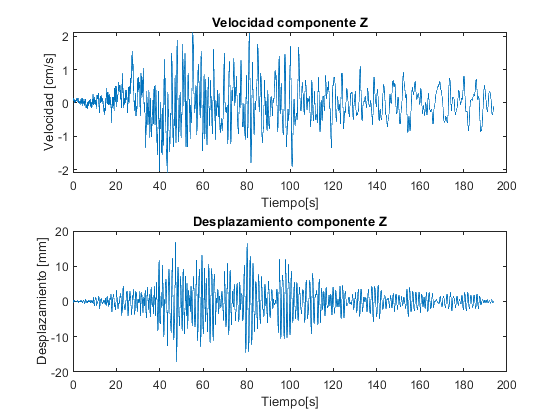 Velocidad componente Z
2
1
0
-1
-2
Velocidad [cm/s]
0 20 40 60 80 100 120 140 160 180 200
Tiempo[s]
Desplazamiento componente Z
20
10
0
-10
-20
Desplazamiento [mm]
0 20 40 60 80 100 120 140 160 180 200
Tiempo[s]